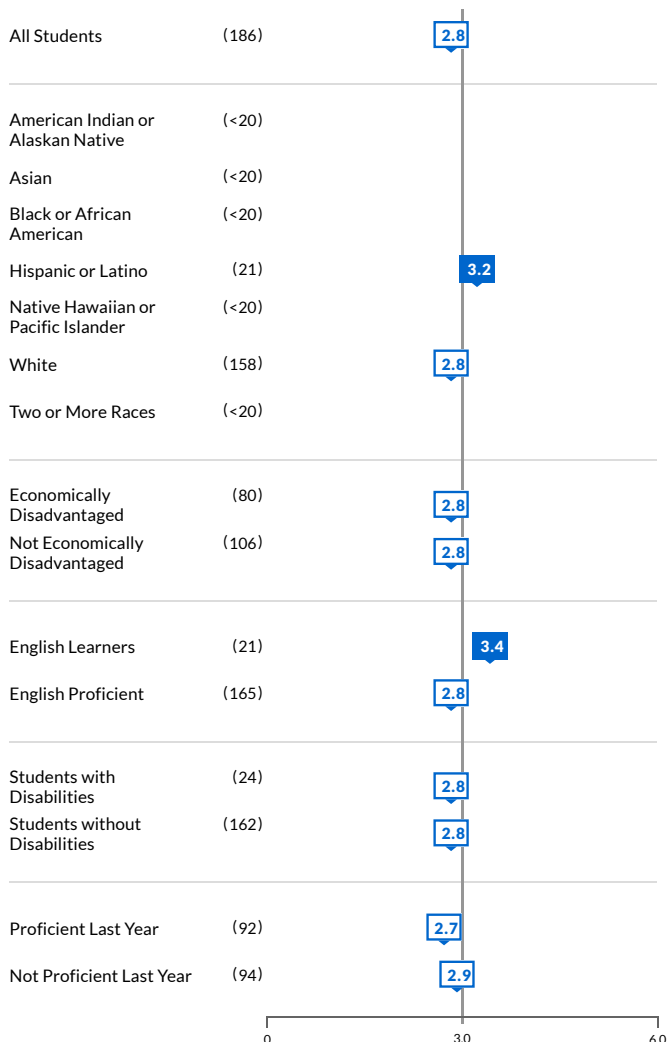 All Students (186) 2.8
American Indian or (<20)
Alaskan Native
Asian (<20)
Black or African (<20)
American
Hispanic or Latino (21) 3.2
Native Hawaiian or (<20)
Pacific Islander
White (158) 2.8
Two or More Races (<20)
Economically (80) 2.8
Disadvantaged
Not Economically (106) 2.8
Disadvantaged
English Learners (21) 3.4
English Proficient (165) 2.8
Students with (24) 2.8
Disabilities
Students without (162) 2.8
Disabilities
Proficient Last Year (92) 2.7
Not Proficient Last Year (94) 2.9
0 3.0 6.0